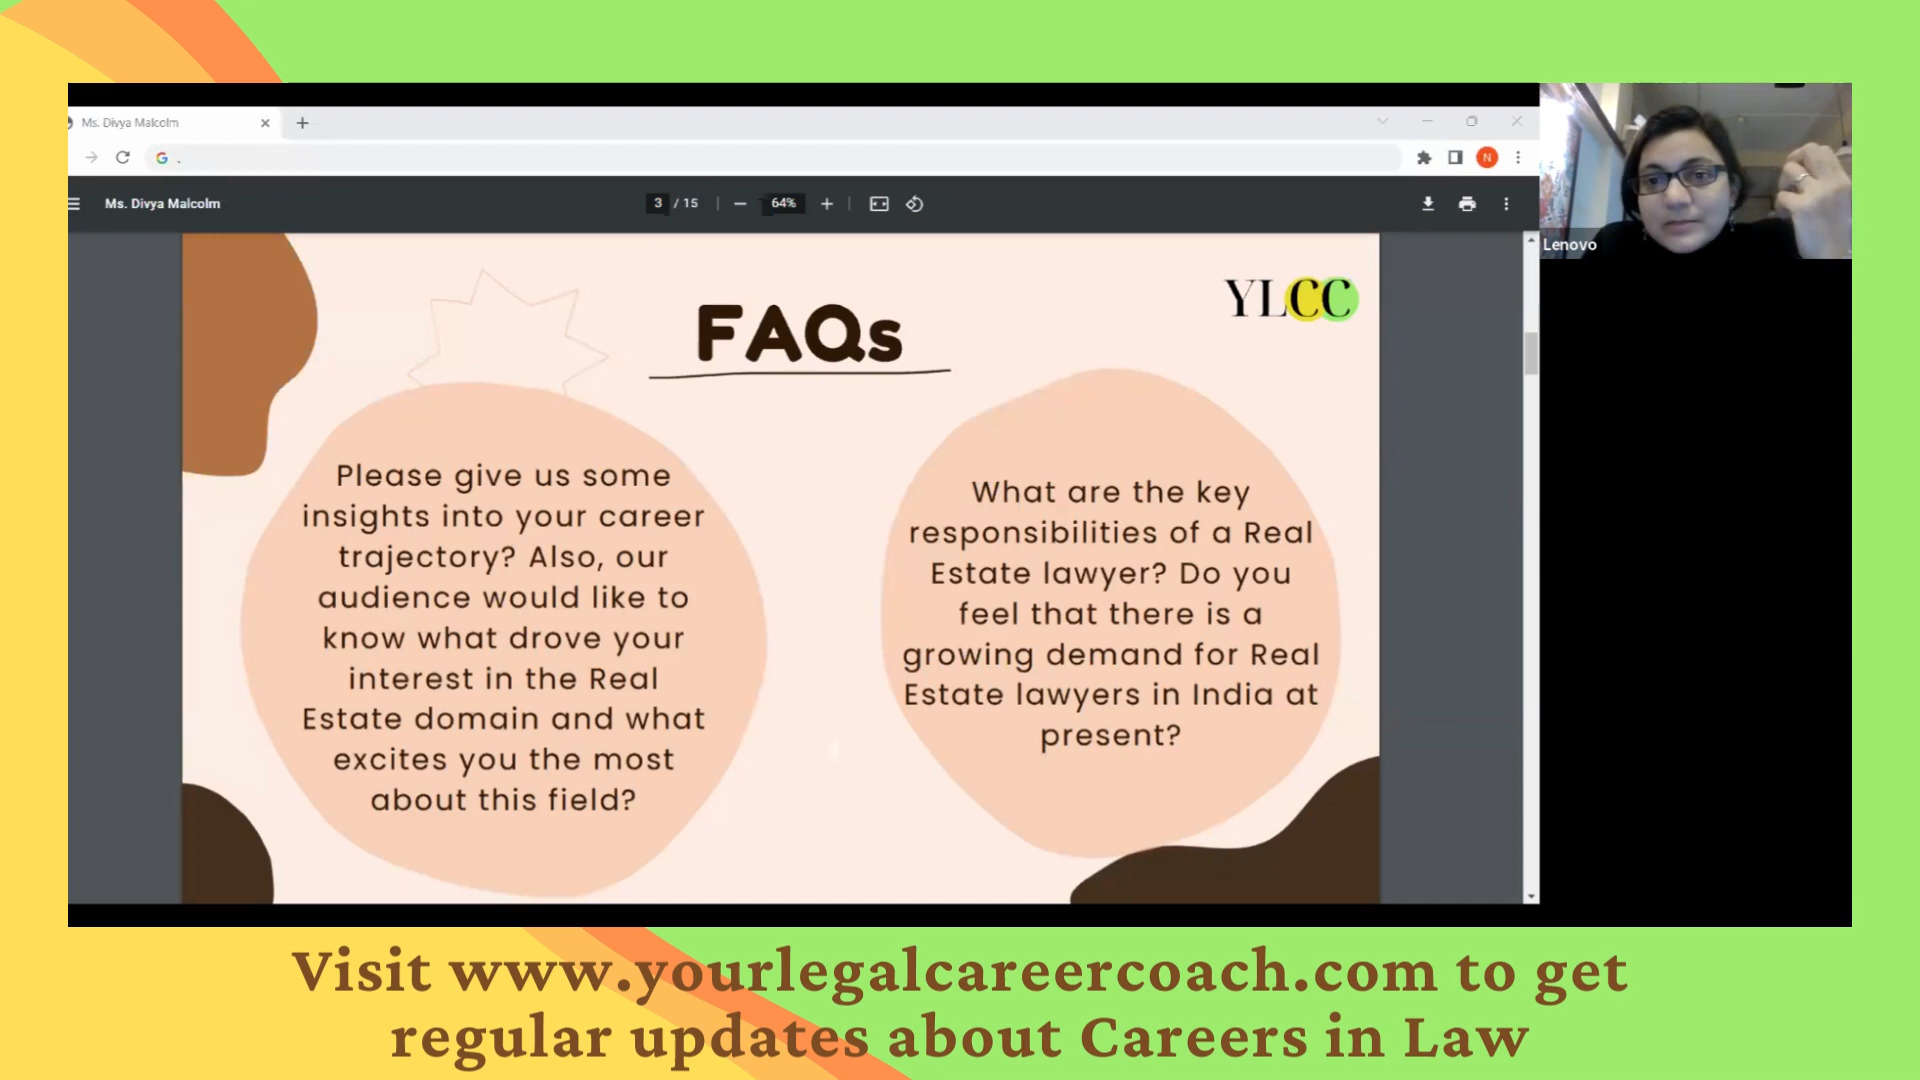 Ms. Divya Malcolm
Ms. Divya Malcolm
3 / 15
64%
N
Lenovo
YLCC
FAQs
Please give us some
insights into your career
trajectory? Also, our
audience would like to
know what drove your
interest in the Real
Estate domain and what
excites you the most
about this field?
What are the key
responsibilities of a Real
Estate lawyer? Do you
feel that there is a
growing demand for Real
Estate lawyers in India at
present?
Visit www.yourlegalcareercoach.com to get
regular updates about Careers in Law